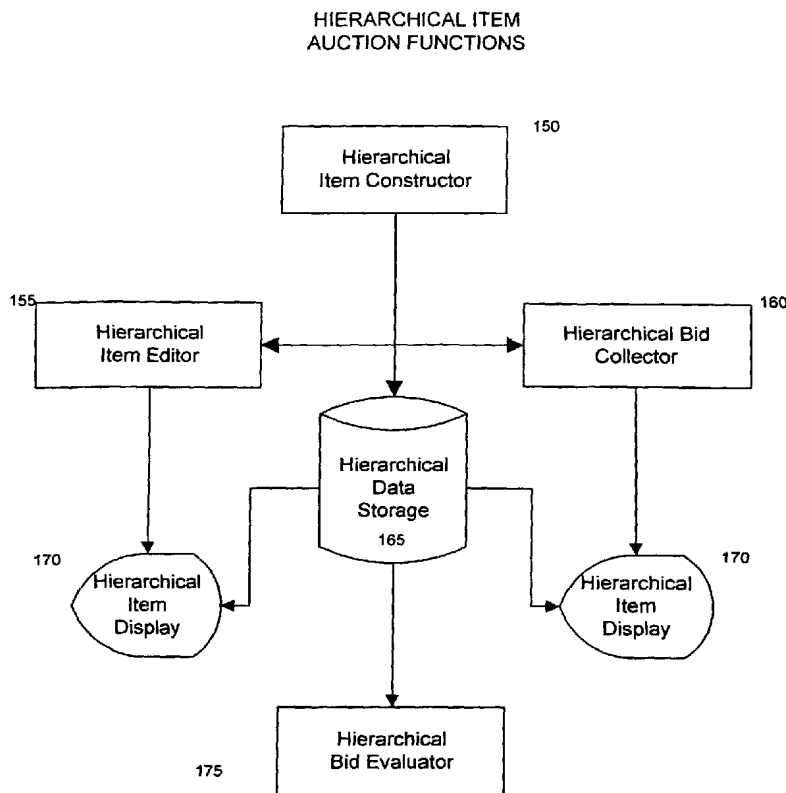 HIERARCHICAL ITEM
AUCTION FUNCTIONS
150
Hierarchical
Item Constructor
155
Hierarchical
Item Editor
160
Hierarchical Bid
Collector
Hierarchical
Data
Storage
165
170
Hierarchical
Item
Display
170
Hierarchical
Item
Display
175
Hierarchical
Bid Evaluator